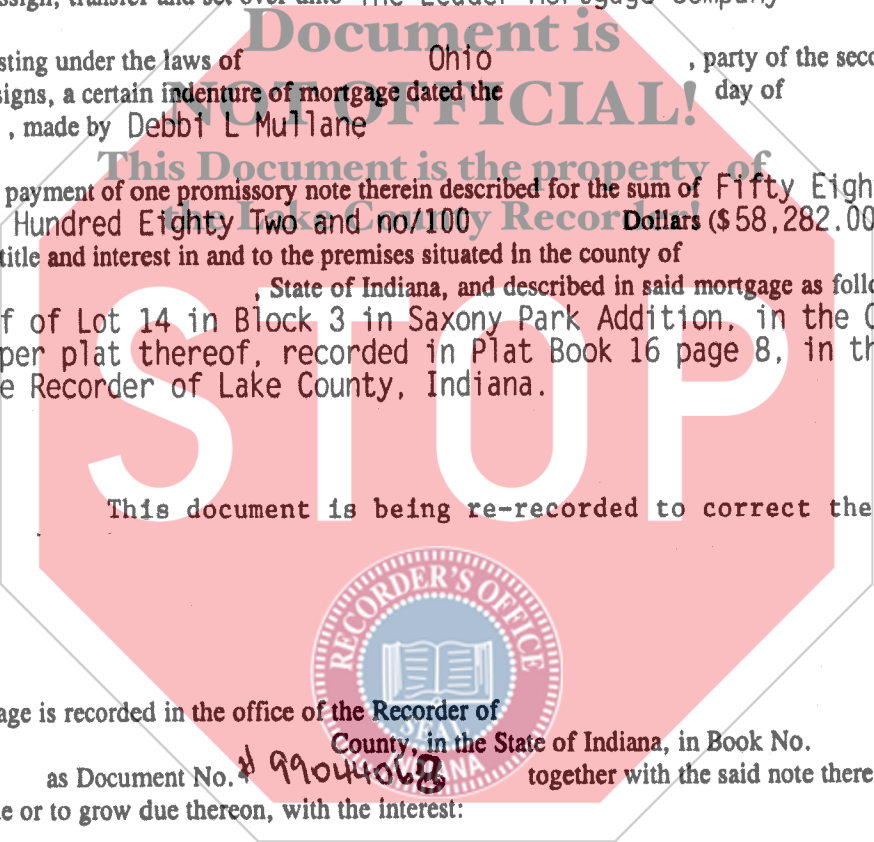 ssign, transfer and set over unto The Leader Mortgage Company
sting under the laws of Ohio , party of the seco
signs, a certain indenture of mortgage dated the day of
, made by Debbi L Mullane
payment of one promissory note therein described for the sum of Fifty Eigh
Hundred Eighty Two and no/100 Dollars ($58,282.00
title and interest in and to the premises situated in the county of
, State of Indiana, and described in said mortgage as follo
f of Lot 14 in Block 3 in Saxony Park Addition, in the C
per plat thereof, recorded in Plat Book 16 page 8, in th
e Recorder of Lake County, Indiana.
This document is being re-recorded to correct the
age is recorded in the office of the Recorder of
County, in the State of Indiana, in Book No.
as Document No. # 99044068 together with the said note there
e or to grow due thereon, with the interest:
Document is
NOT OFFICIAL!
This Document is the property of
the Lake County Recorder!
STOP
RECORDER'S OFFICE
SEAL
INDIANA